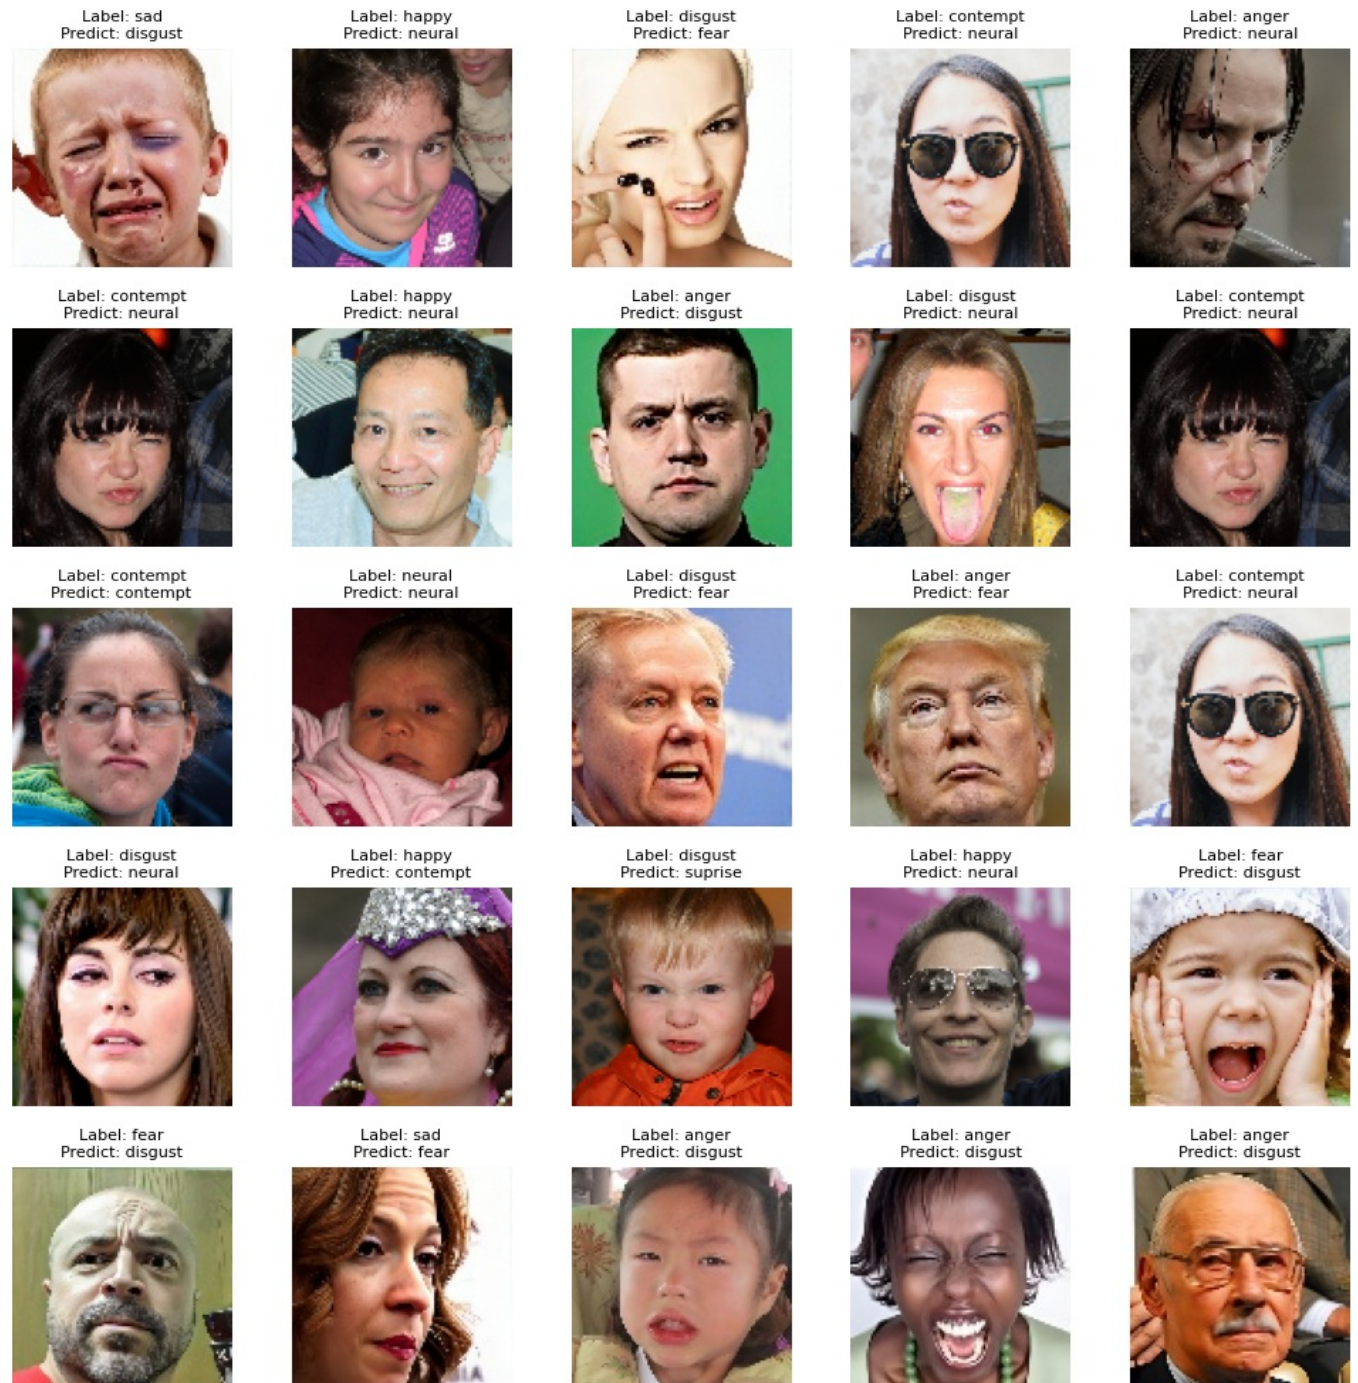 Label: sad
Predict: disgust
Label: happy
Predict: neural
Label: disgust
Predict: fear
Label: contempt
Predict: neural
Label: anger
Predict: neural
Label: contempt
Predict: neural
Label: happy
Predict: neural
Label: anger
Predict: disgust
Label: disgust
Predict: neural
Label: contempt
Predict: neural
Label: contempt
Predict: contempt
Label: neural
Predict: neural
Label: disgust
Predict: fear
Label: anger
Predict: fear
Label: contempt
Predict: neural
Label: disgust
Predict: neural
Label: happy
Predict: contempt
Label: disgust
Predict: suprise
Label: happy
Predict: neural
Label: fear
Predict: disgust
Label: fear
Predict: disgust
Label: sad
Predict: fear
Label: anger
Predict: disgust
Label: anger
Predict: disgust
Label: anger
Predict: disgust